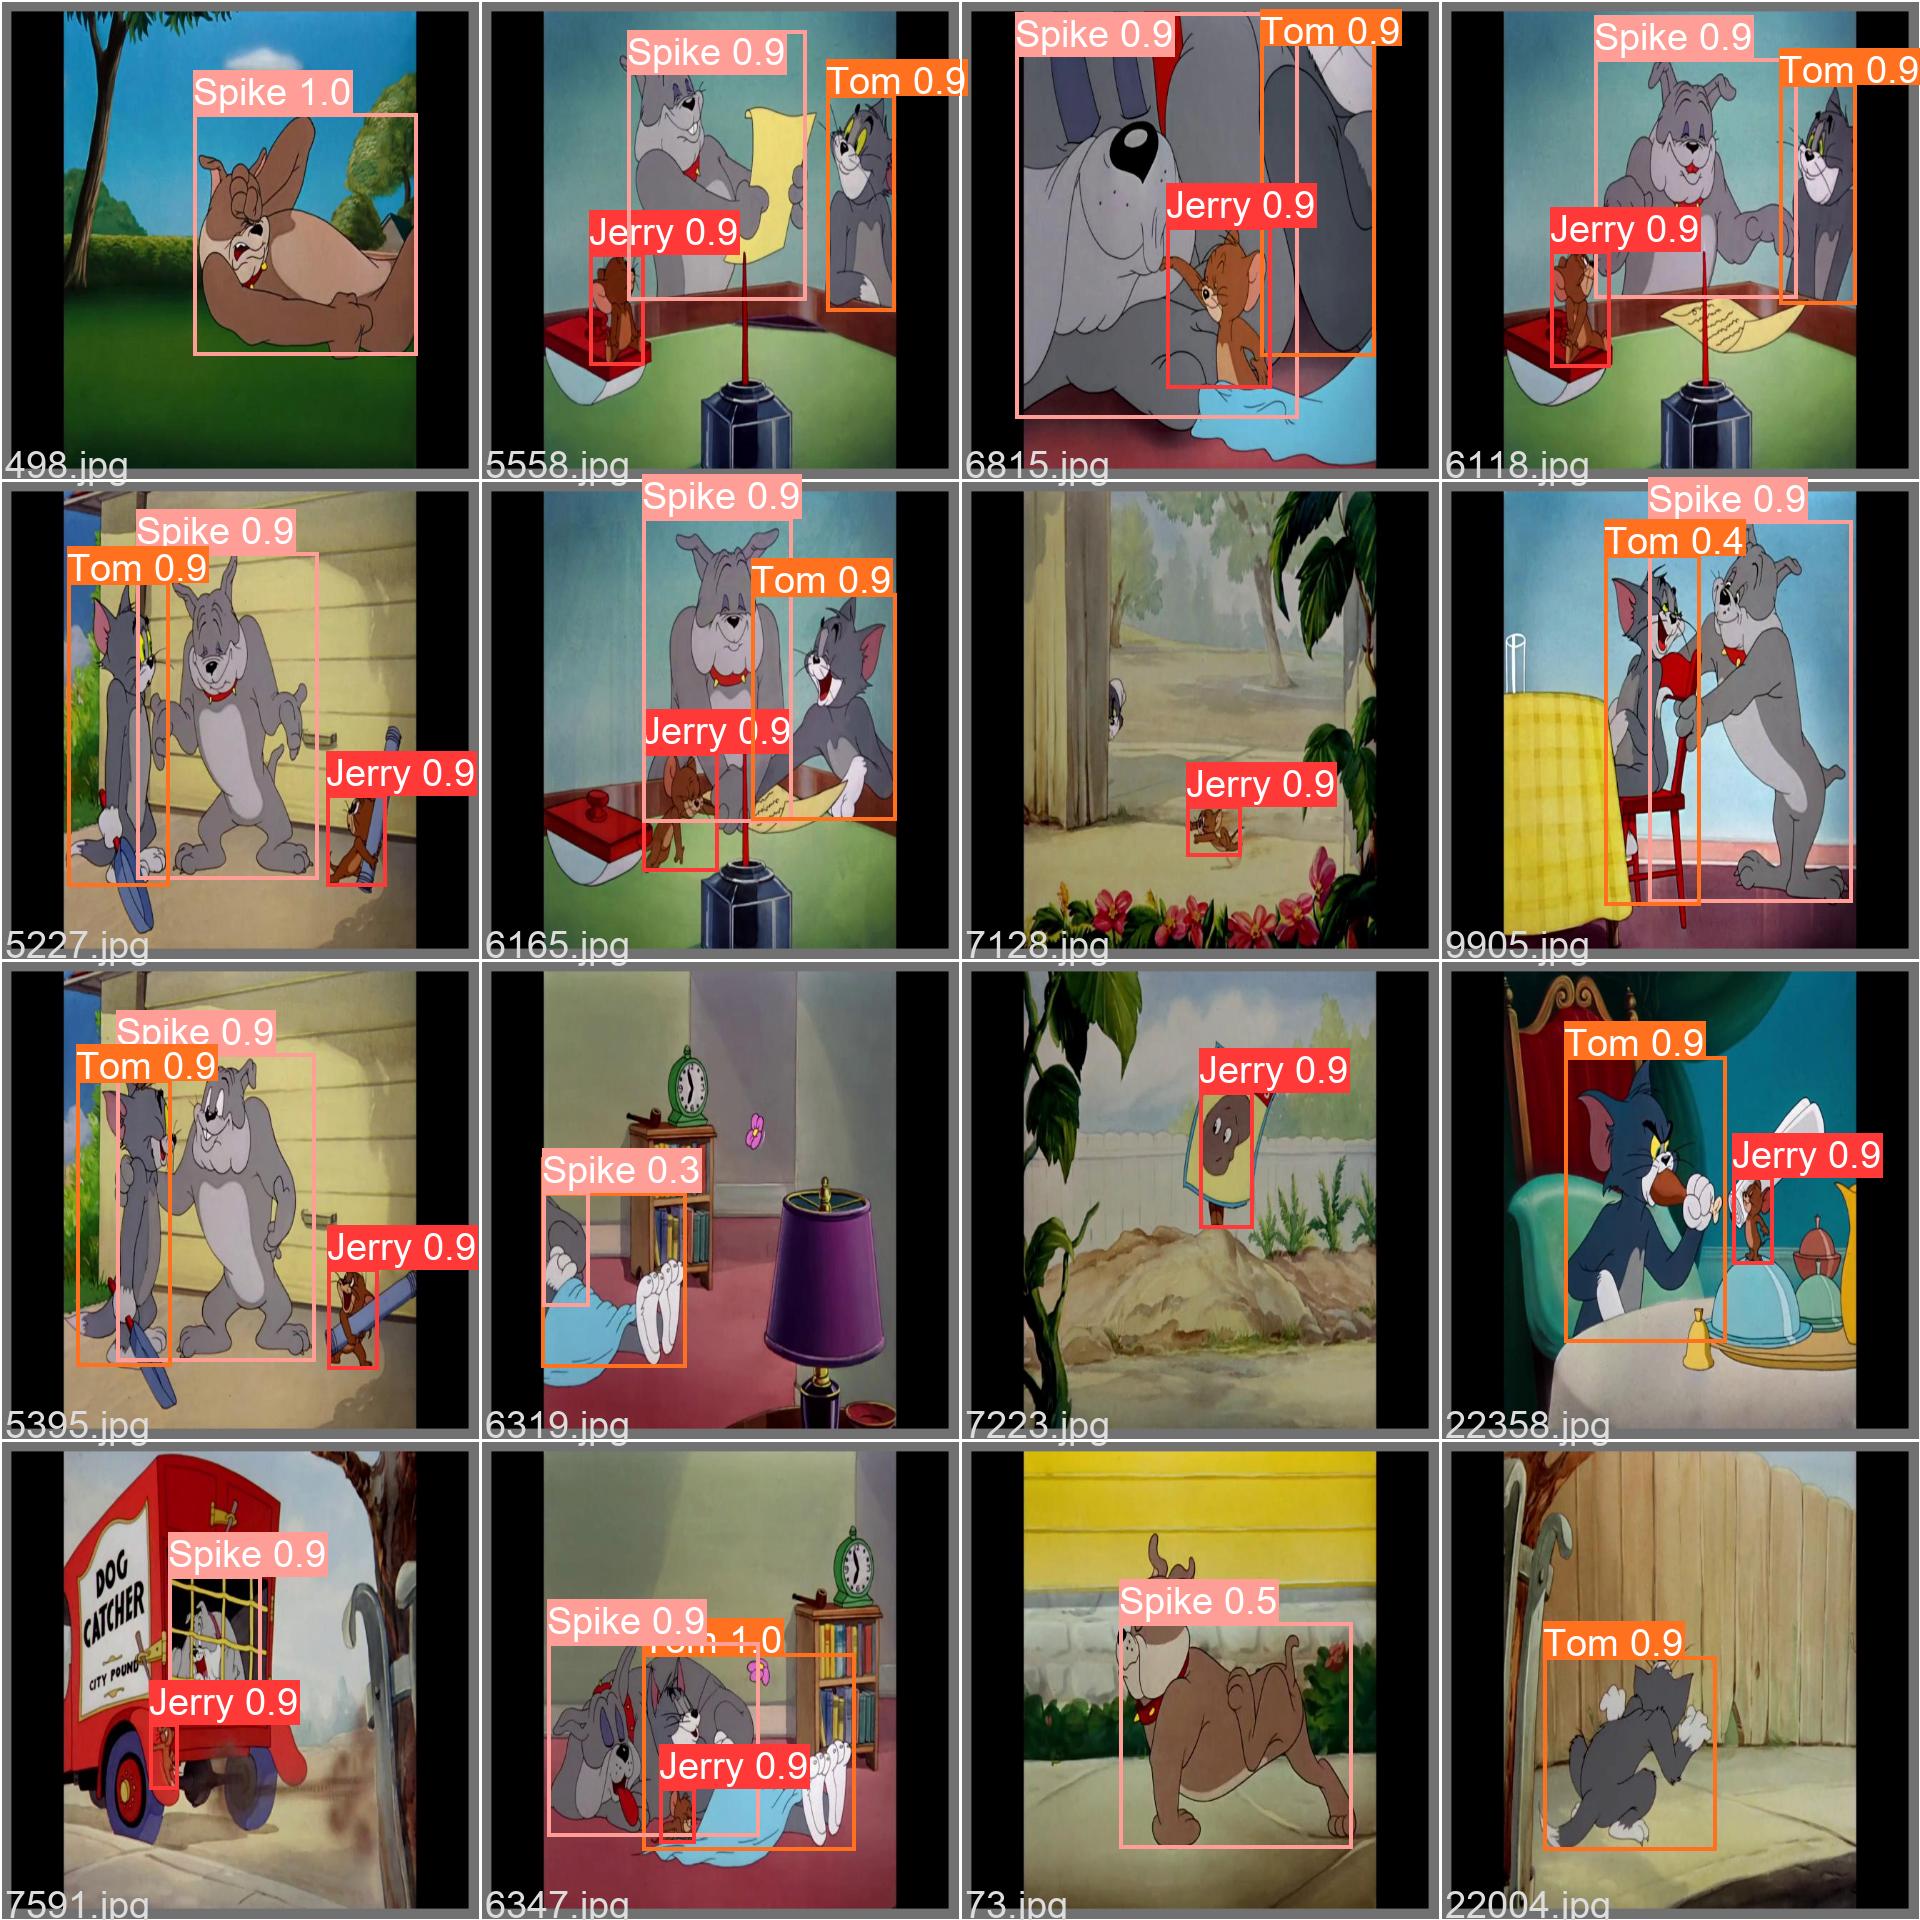 Spike 1.0
498.jpg
Spike 0.9
Tom 0.9
Jerry 0.9
5558.jpg
Spike 0.9
Tom 0.9
Jerry 0.9
6815.jpg
Spike 0.9
Tom 0.9
Jerry 0.9
6118.jpg
Spike 0.9
Tom 0.9
Jerry 0.9
5227.jpg
Spike 0.9
Tom 0.9
Jerry 0.9
6165.jpg
Jerry 0.9
7128.jpg
Spike 0.9
Tom 0.4
9905.jpg
Spike 0.9
Tom 0.9
Jerry 0.9
5395.jpg
Spike 0.3
6319.jpg
Jerry 0.9
7223.jpg
Tom 0.9
Jerry 0.9
22358.jpg
DOG
CATCHER
CITY POUND
Spike 0.9
Jerry 0.9
7591.jpg
Spike 0.9
Tom 1.0
Jerry 0.9
6347.jpg
Spike 0.5
73.jpg
Tom 0.9
22004.jpg